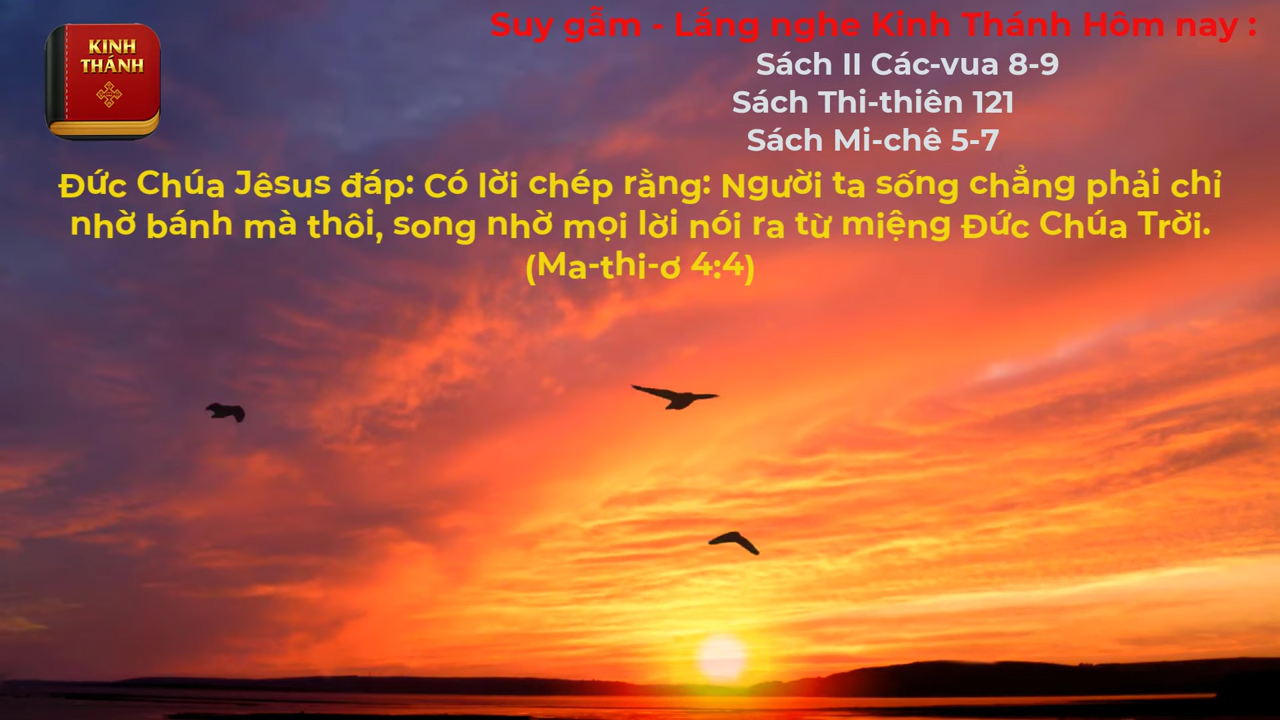 KINH
THÁNH
Suy gẫm - Lắng nghe Kinh Thánh Hôm nay :
Sách II Các-vua 8-9
Sách Thi-thiên 121
Sách Mi-chê 5-7
Đức Chúa Jêsus đáp: Có lời chép rằng: Người ta sống chẳng phải chỉ
nhờ bánh mà thôi, song nhờ mọi lời nói ra từ miệng Đức Chúa Trời.
(Ma-thi-ơ 4:4)